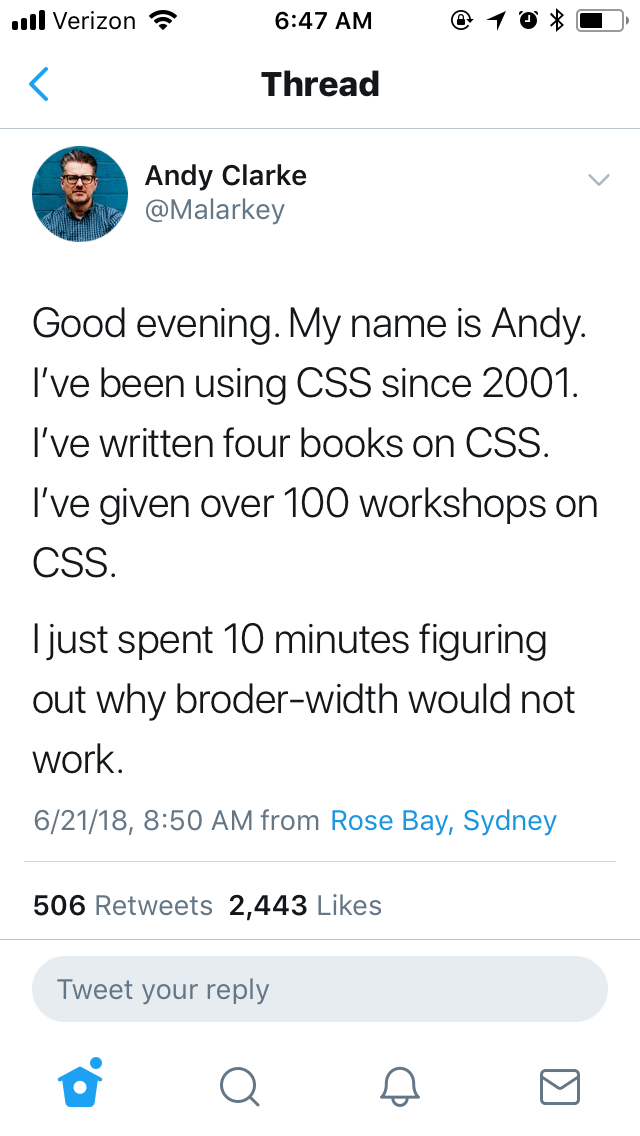 Verizon 6:47 AM
Thread
Andy Clarke
@Malarkey
Good evening. My name is Andy.
I’ve been using CSS since 2001.
I’ve written four books on CSS.
I’ve given over 100 workshops on
CSS.
I just spent 10 minutes figuring
out why broder-width would not
work.
6/21/18, 8:50 AM from Rose Bay, Sydney
506 Retweets 2,443 Likes
Tweet your reply